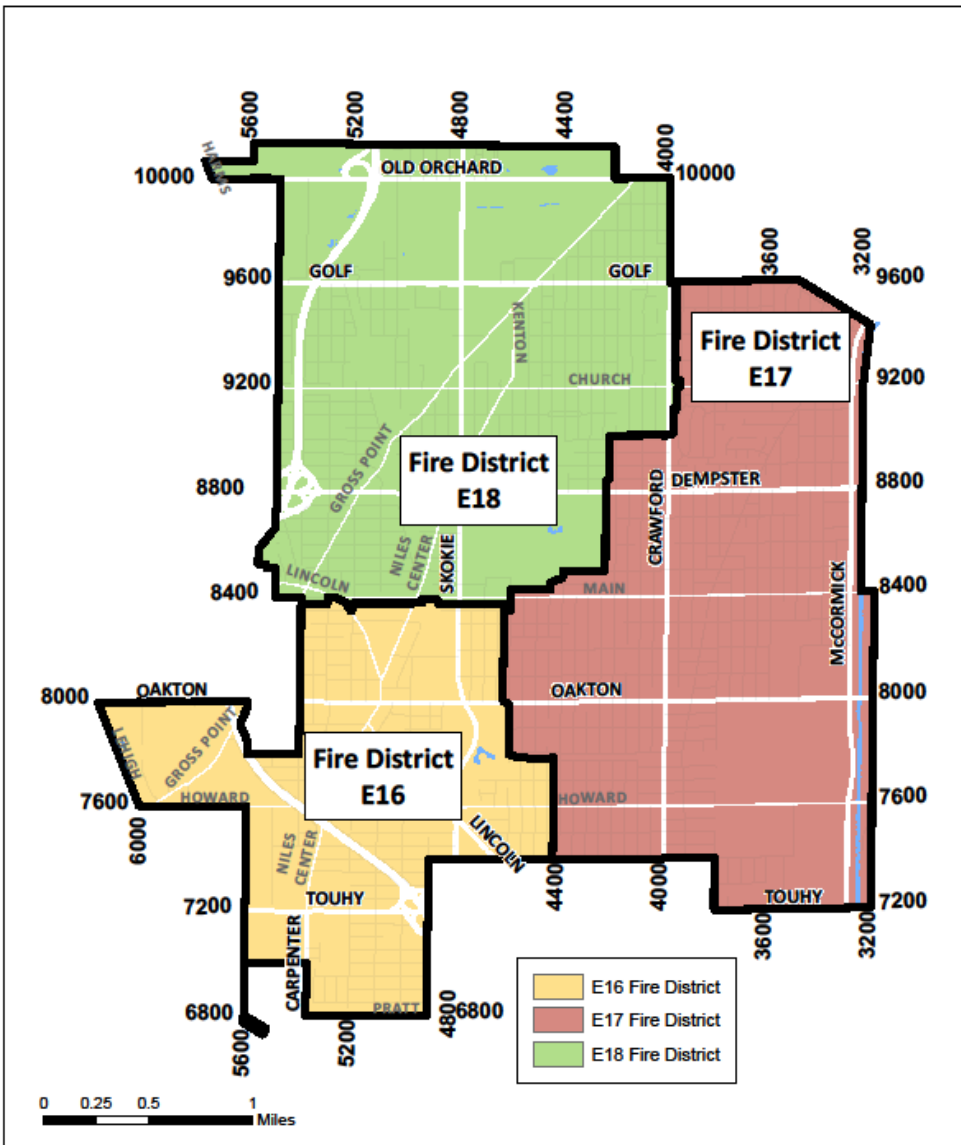 5600
5200
4800
4400
4000
HARMS
10000
OLD ORCHARD
10000
3600
3200
9600
GOLF
GOLF
9600
KENTON
Fire District
E17
9200
CHURCH
9200
GROSS POINT
Fire District
E18
8800
CRAWFORD
DEMPSTER
8800
NILES
CENTER
SKOKIE
LINCOLN
8400
MAIN
8400
McCORMICK
8000
OAKTON
OAKTON
8000
LEHIGH
GROSS POINT
Fire District
E16
7600
HOWARD
HOWARD
7600
6000
NILES
CENTER
LINCOLN
4400
4000
7200
TOUHY
TOUHY
7200
3600
3200
CARPENTER
6800
PRATT
4800
6800
5600
5200
E16 Fire District
E17 Fire District
E18 Fire District
0 0.25 0.5 1
Miles